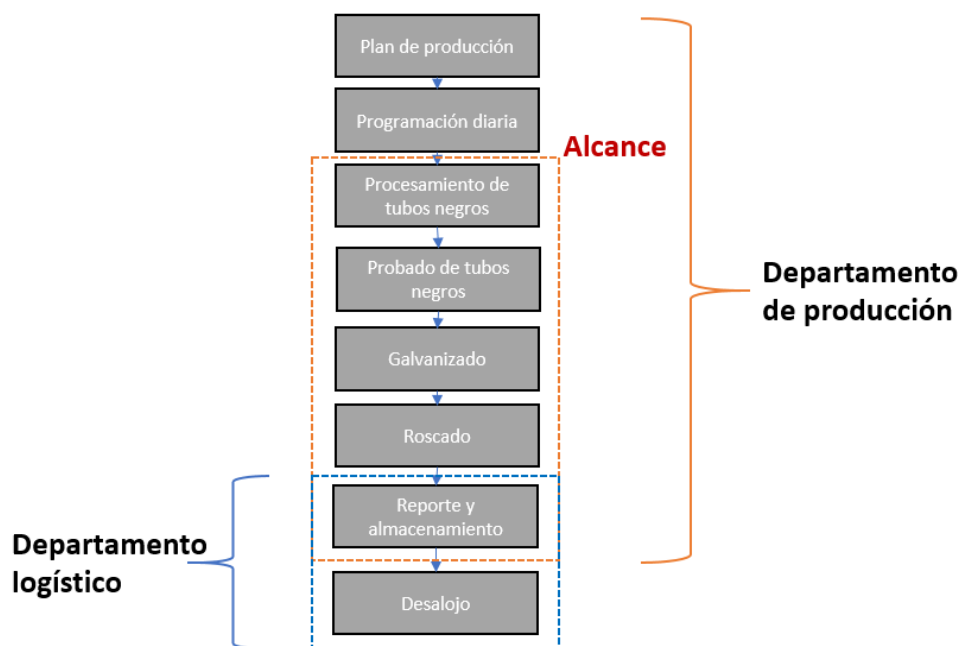 Plan de producción
Programación diaria
Alcance
Procesamiento de
tubos negros
Probado de tubos
negros
Departamento
de producción
Galvanizado
Roscado
Reporte y
almacenamiento
Departamento
logístico
Desalojo